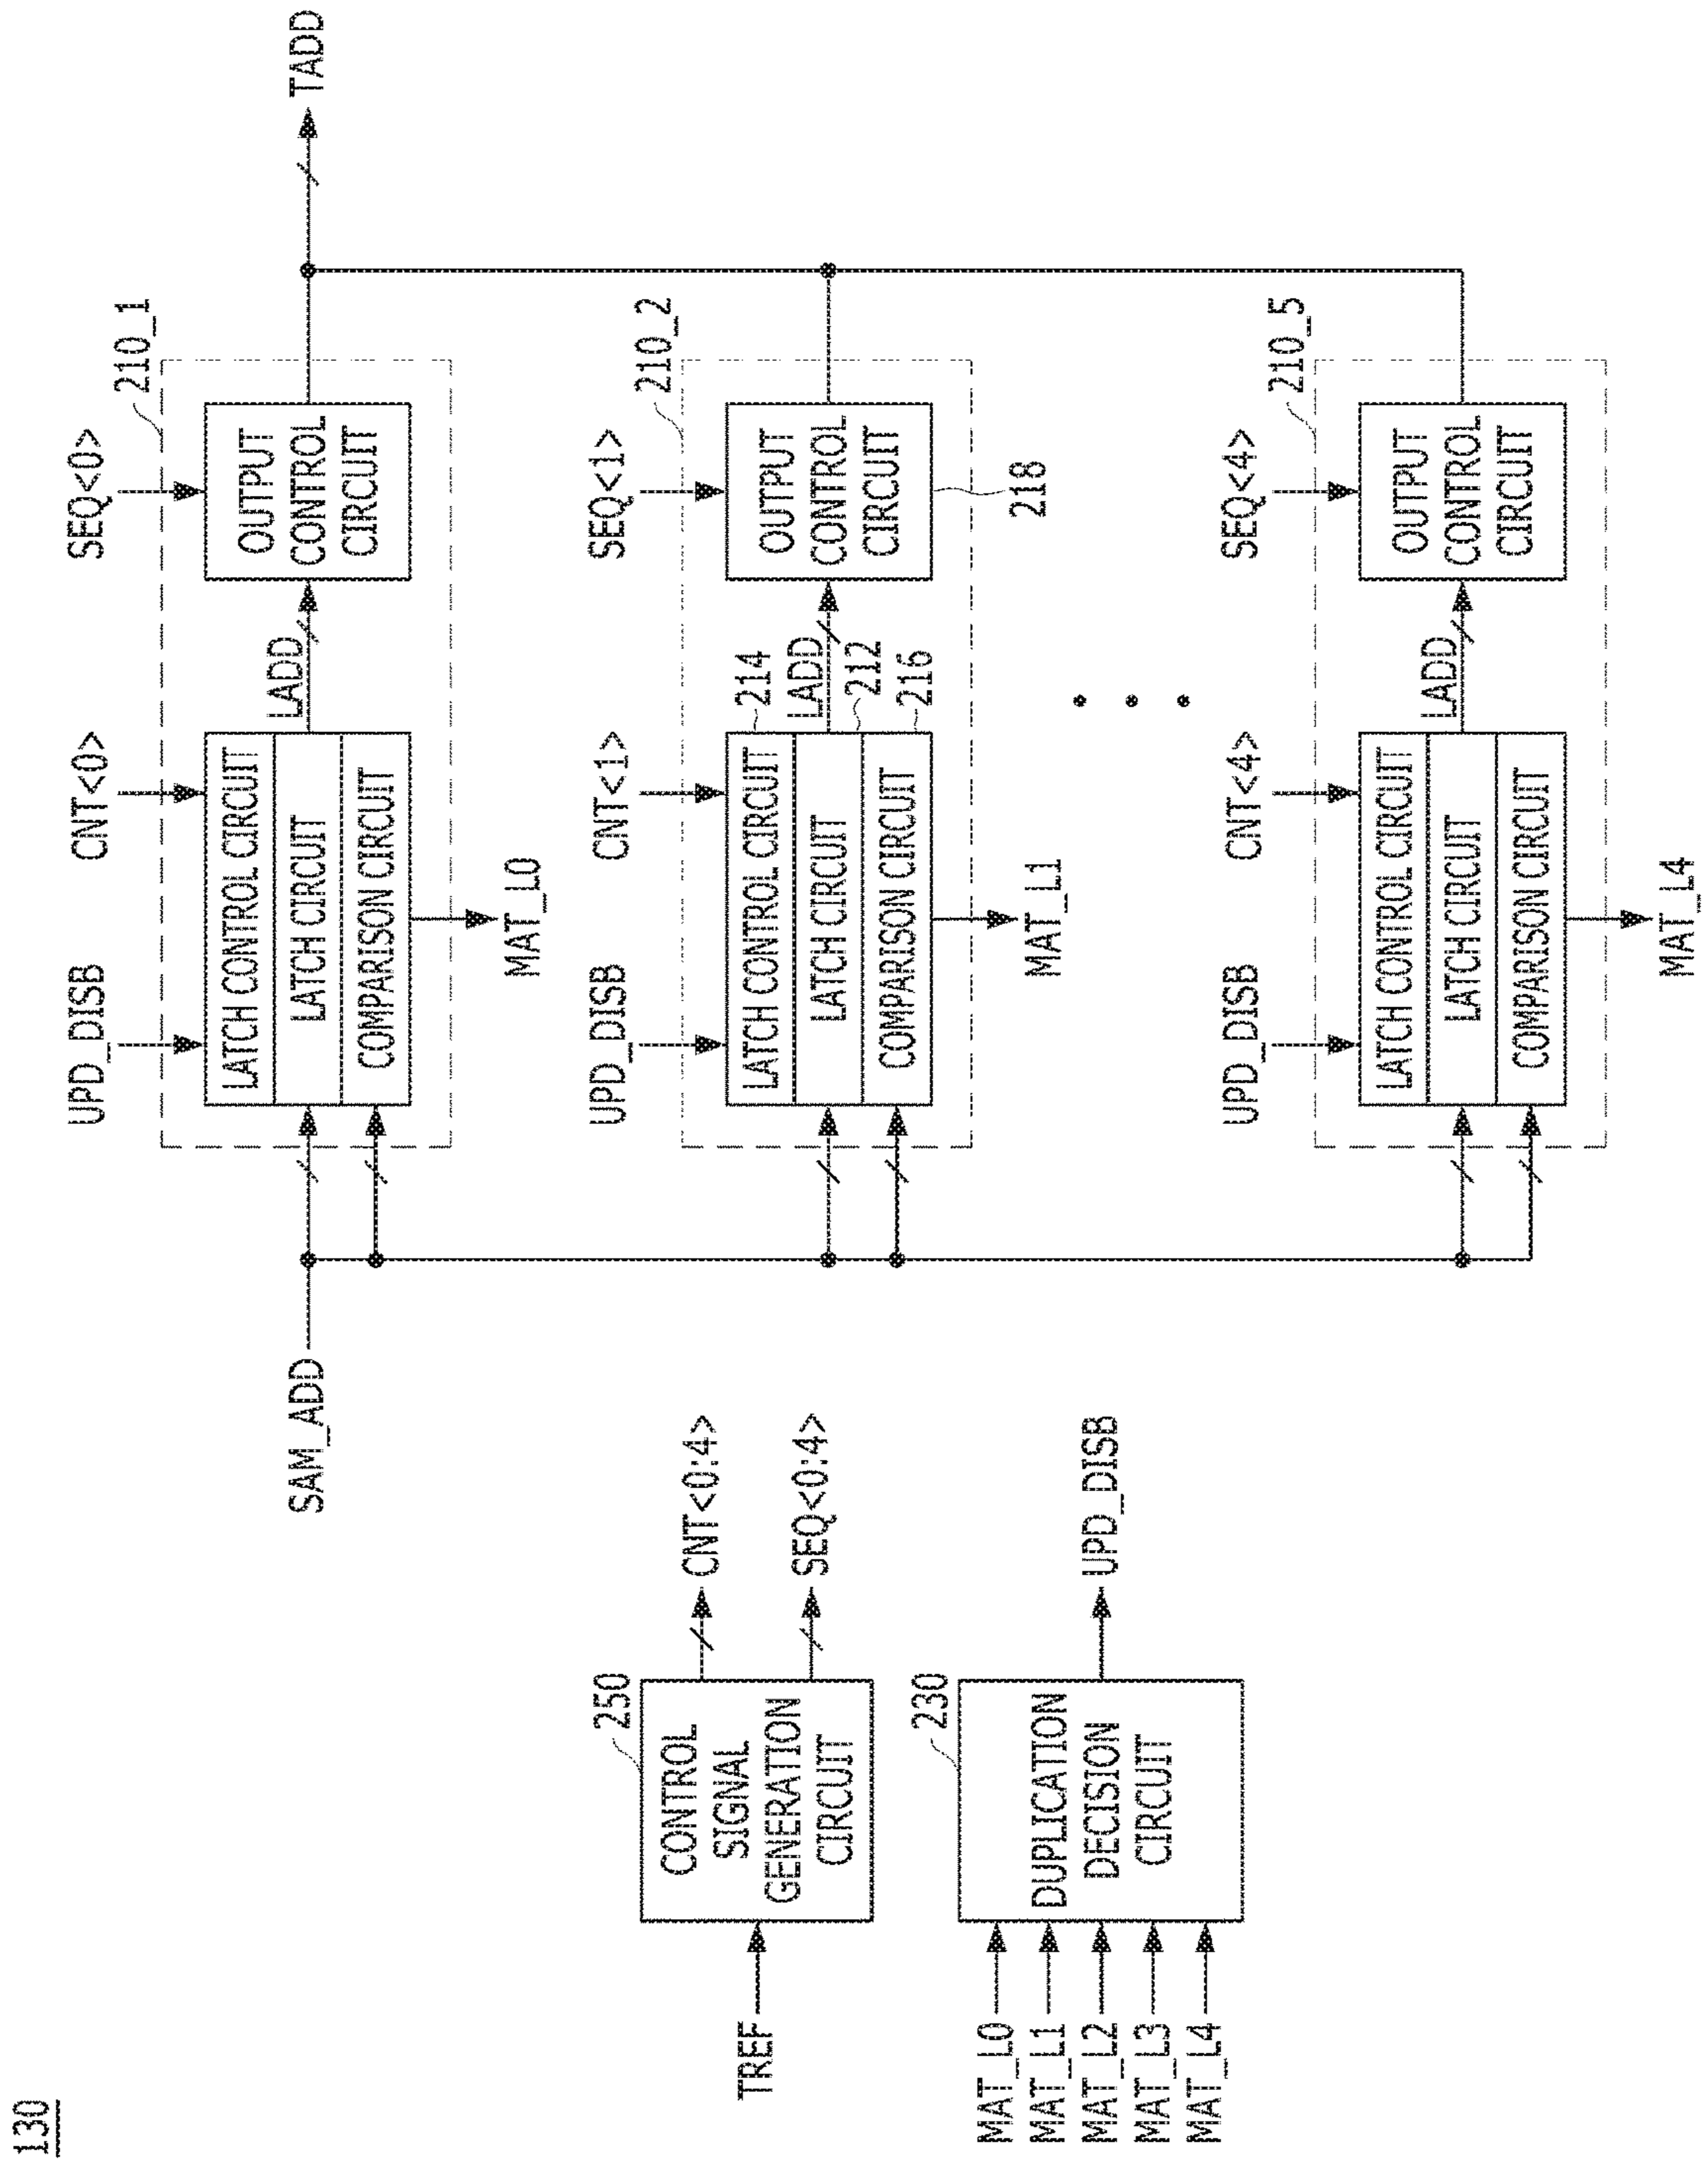 130
TREF
CONTROL
SIGNAL
GENERATION
CIRCUIT
250
CNT<0:4>
SEQ<0:4>
MAT_L0
MAT_L1
MAT_L2
MAT_L3
MAT_L4
DUPLICATION
DECISION
CIRCUIT
230
UPD_DISB
SAM_ADD
UPD_DISB
CNT<0>
SEQ<0>
210_1
LATCH CONTROL CIRCUIT
LATCH CIRCUIT
COMPARISON CIRCUIT
LADD
OUTPUT
CONTROL
CIRCUIT
MAT_L0
TADD
UPD_DISB
CNT<1>
SEQ<1>
210_2
LATCH CONTROL CIRCUIT
LATCH CIRCUIT
COMPARISON CIRCUIT
214
LADD
212
216
OUTPUT
CONTROL
CIRCUIT
218
MAT_L1
UPD_DISB
CNT<4>
SEQ<4>
210_5
LATCH CONTROL CIRCUIT
LATCH CIRCUIT
COMPARISON CIRCUIT
LADD
OUTPUT
CONTROL
CIRCUIT
MAT_L4